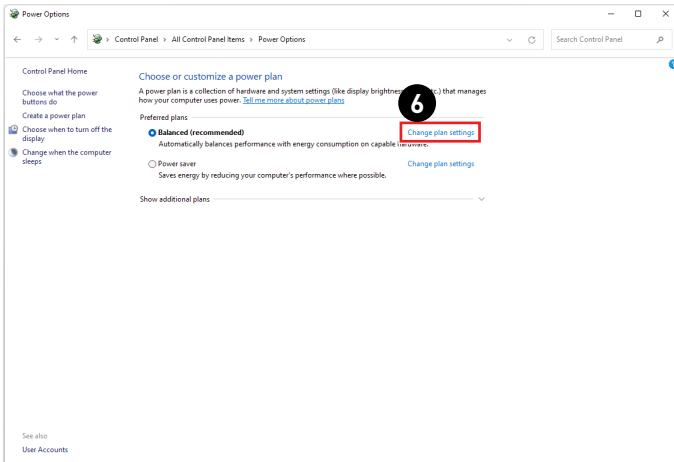 Power Options
Control Panel > All Control Panel Items > Power Options
Search Control Panel
Control Panel Home
Choose what the power
buttons do
Create a power plan
Choose when to turn off the
display
Change when the computer
sleeps
Choose or customize a power plan
A power plan is a collection of hardware and system settings (like display brightness, etc.) that manages
how your computer uses power. Tell me more about power plans
6
Preferred plans
Balanced (recommended)
Change plan settings
Automatically balances performance with energy consumption on capable hardware.
Power saver
Change plan settings
Saves energy by reducing your computer's performance where possible.
Show additional plans
See also
User Accounts